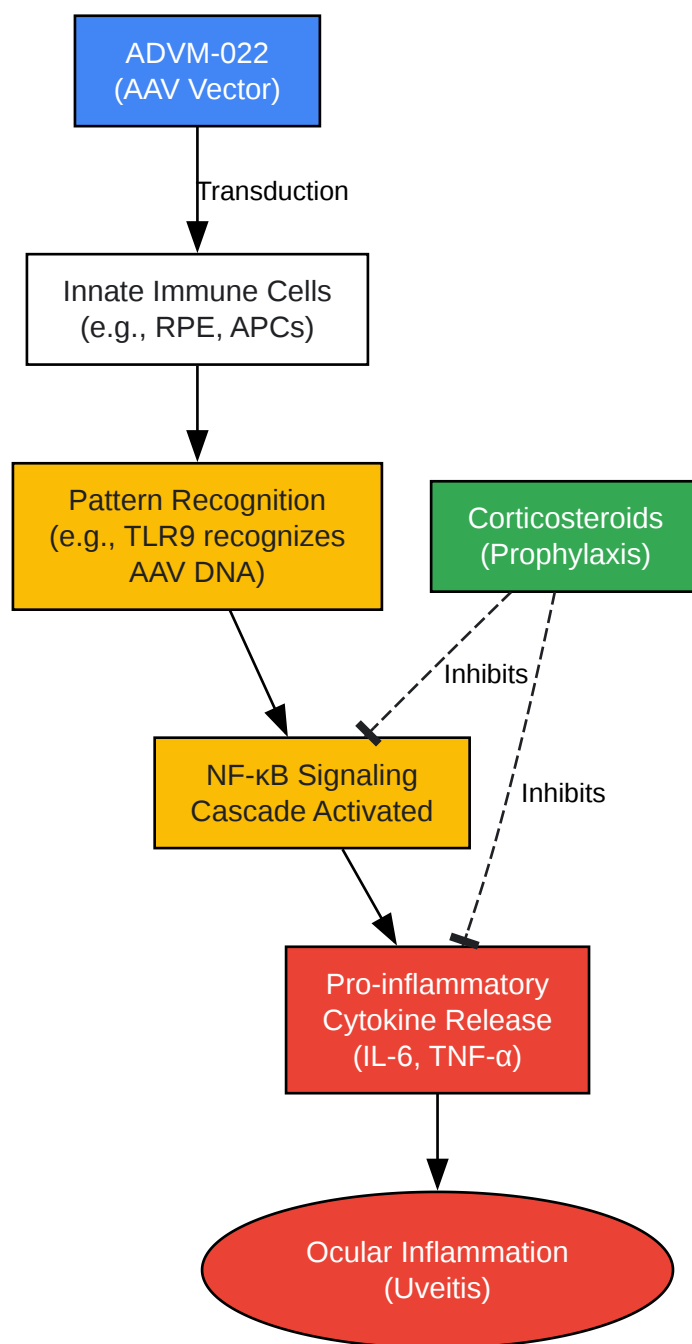 ADVM-022
(AAV Vector)
Transduction
Innate Immune Cells
(e.g., RPE, APCs)
Pattern Recognition
(e.g., TLR9 recognizes
AAV DNA)
Corticosteroids
(Prophylaxis)
Inhibits
NF-κB Signaling
Cascade Activated
Inhibits
Pro-inflammatory
Cytokine Release
(IL-6, TNF-α)
Ocular Inflammation
(Uveitis)